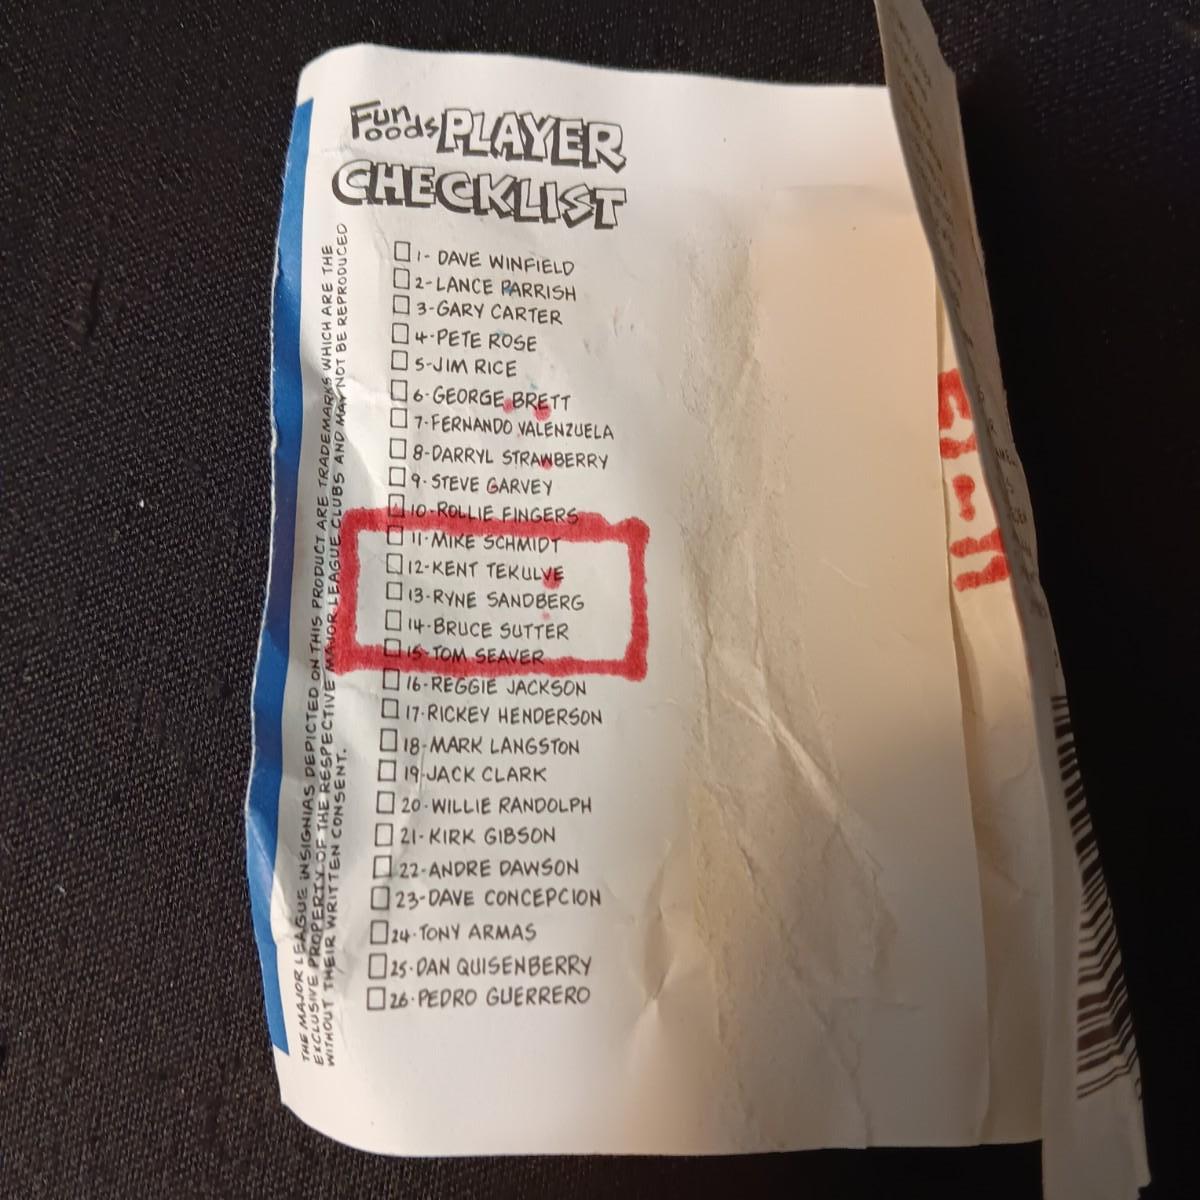 Fun Foods PLAYER
CHECKLIST
1- DAVE WINFIELD
2-LANCE PARRISH
3-GARY CARTER
4-PETE ROSE
5-JIM RICE
6-GEORGE BRETT
7-FERNANDO VALENZUELA
8-DARRYL STRAWBERRY
9-STEVE GARVEY
10-ROLLIE FINGERS
11-MIKE SCHMIDT
12-KENT TEKULVE
13-RYNE SANDBERG
14-BRUCE SUTTER
15-TOM SEAVER
16-REGGIE JACKSON
17-RICKEY HENDERSON
18-MARK LANGSTON
19-JACK CLARK
20-WILLIE RANDOLPH
21-KIRK GIBSON
22-ANDRE DAWSON
23-DAVE CONCEPCION
24-TONY ARMAS
25-DAN QUISENBERRY
26-PEDRO GUERRERO
THE MAJOR LEAGUE INSIGNIAS DEPICTED ON THIS PRODUCT ARE TRADEMARKS WHICH ARE THE
EXCLUSIVE PROPERTY OF THE RESPECTIVE MAJOR LEAGUE CLUBS AND MAY NOT BE REPRODUCED
WITHOUT THEIR WRITTEN CONSENT.